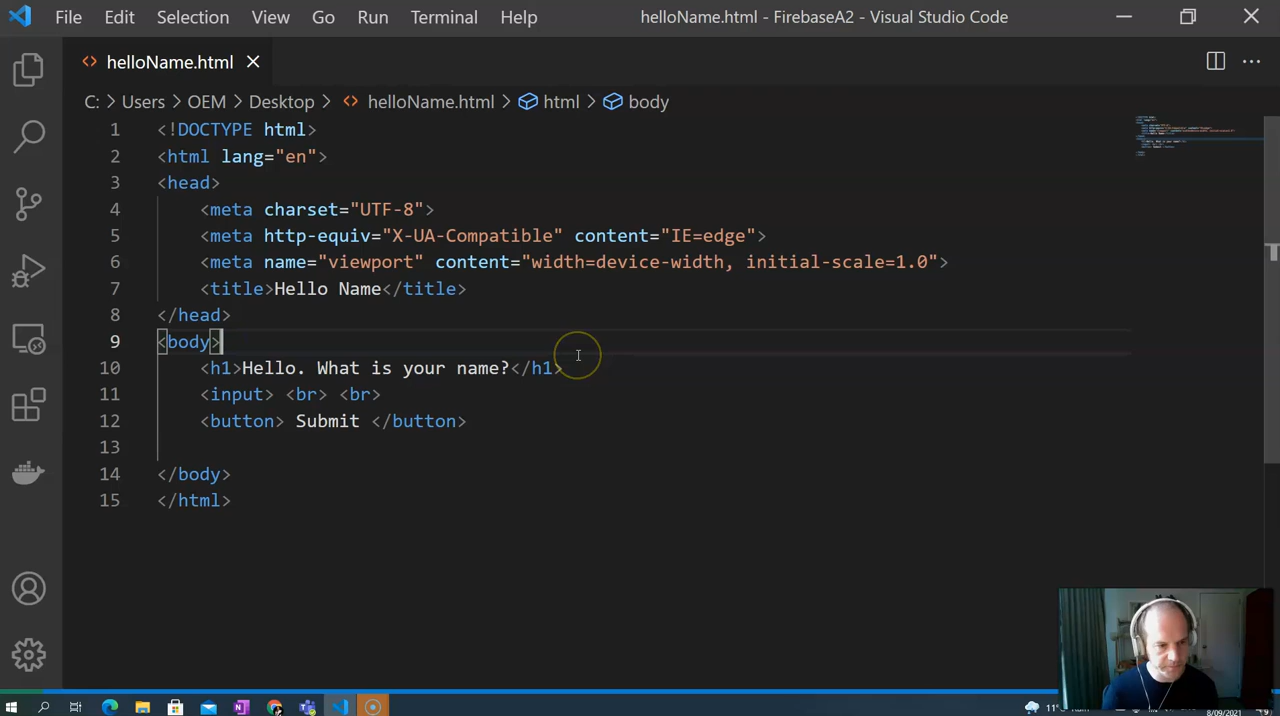 File Edit Selection View Go Run Terminal Help helloName.html - FirebaseA2 - Visual Studio Code
helloName.html
C: > Users > OEM > Desktop > helloName.html > html > body
1 <!DOCTYPE html>
2 <html lang="en">
3 <head>
4 <meta charset="UTF-8">
5 <meta http-equiv="X-UA-Compatible" content="IE=edge">
6 <meta name="viewport" content="width=device-width, initial-scale=1.0">
7 <title>Hello Name</title>
8 </head>
9 <body>
10 <h1>Hello. What is your name?</h1>
11 <input> <br> <br>
12 <button> Submit </button>
13
14 </body>
15 </html>
8/09/2021